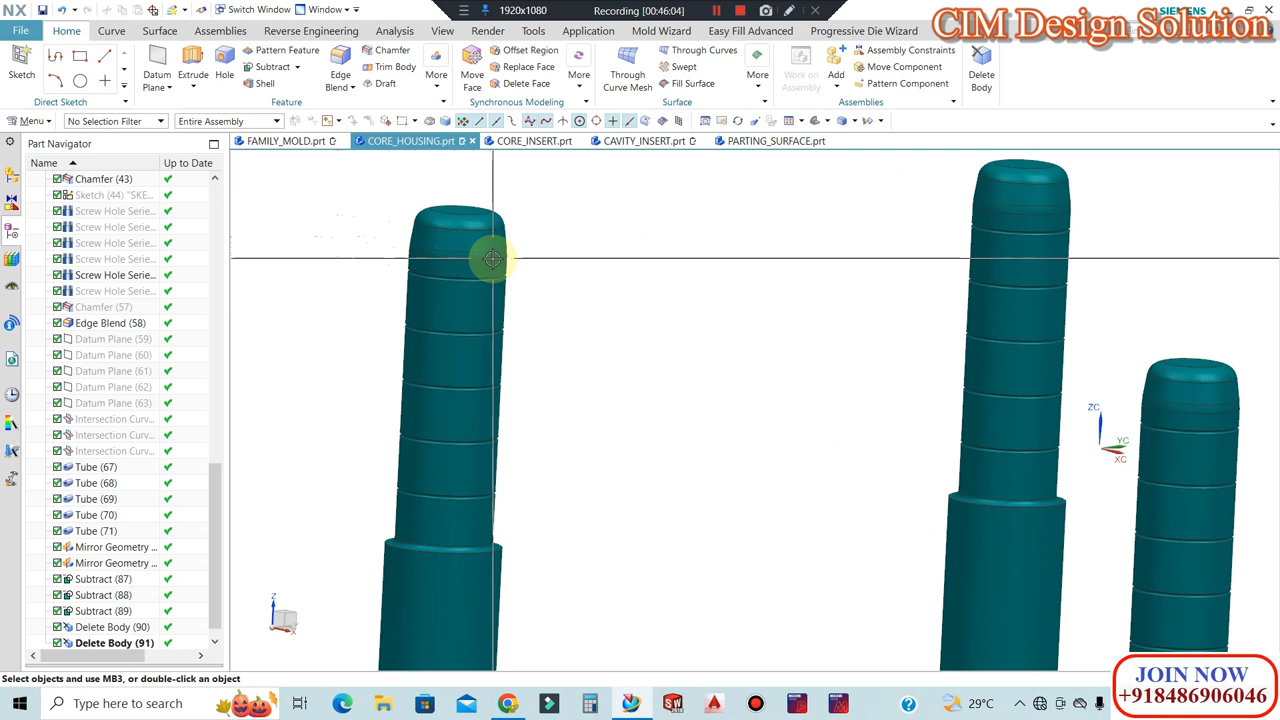 NX
Switch Window
Window
1920x1080
Recording [00:46:04]
SIEMENS
CIM Design Solution
File
Home
Curve
Surface
Assemblies
Reverse Engineering
Analysis
View
Render
Tools
Application
Mold Wizard
Easy Fill Advanced
Progressive Die Wizard
Sketch
Direct Sketch
Datum Plane
Extrude
Hole
Pattern Feature
Subtract
Shell
Edge Blend
Chamfer
Trim Body
Draft
More
Feature
Move Face
Offset Region
Replace Face
Delete Face
More
Synchronous Modeling
Through Curve Mesh
Through Curves
Swept
Fill Surface
More
Surface
Work on Assembly
Add
Assembly Constraints
Move Component
Pattern Component
Assemblies
Delete Body
Menu
No Selection Filter
Entire Assembly
Part Navigator
FAMILY_MOLD.prt
CORE_HOUSING.prt
CORE_INSERT.prt
CAVITY_INSERT.prt
PARTING_SURFACE.prt
Name
Up to Date
Chamfer (43)
Sketch (44) "SKE...
Screw Hole Serie...
Screw Hole Serie...
Screw Hole Serie...
Screw Hole Serie...
Screw Hole Serie...
Screw Hole Serie...
Chamfer (57)
Edge Blend (58)
Datum Plane (59)
Datum Plane (60)
Datum Plane (61)
Datum Plane (62)
Datum Plane (63)
Intersection Curv...
Intersection Curv...
Intersection Curv...
Tube (67)
Tube (68)
Tube (69)
Tube (70)
Tube (71)
Mirror Geometry ...
Mirror Geometry ...
Subtract (87)
Subtract (88)
Subtract (89)
Delete Body (90)
Delete Body (91)
ZC
YC
XC
Z
X
Select objects and use MB3, or double-click an object
JOIN NOW
+918486906046
Type here to search
29°C